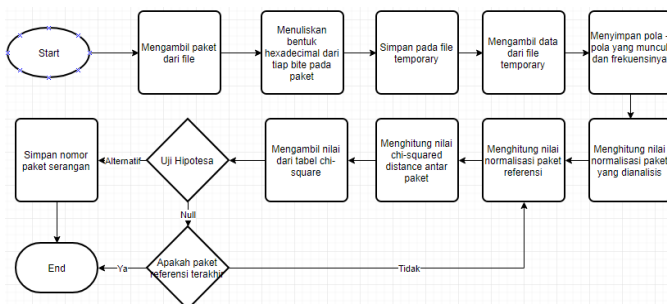 Start
Mengambil paket
dari file
Menuliskan
bentuk
hexadecimal dari
tiap bite pada
paket
Simpan pada file
temporary
Mengambil data
dari file
temporary
Menyimpan pola -
pola yang muncul
dan frekuensinya
Simpan nomor
paket serangan
Alternatif
Uji Hipotesa
Mengambil nilai
dari tabel chi-
square
Menghitung nilai
chi-squared
distance antar
paket
Menghitung nilai
normalisasi paket
referensi
Menghitung nilai
normalisasi paket
yang dianalisis
Null
End
Ya
Apakah paket
referensi terakhir
Tidak